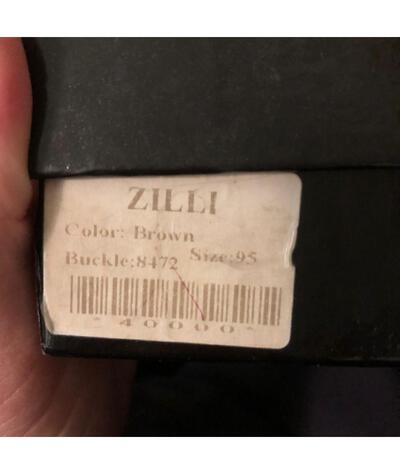 ZILLI
Color: Brown
Buckle:8472 Size:95
*40000*